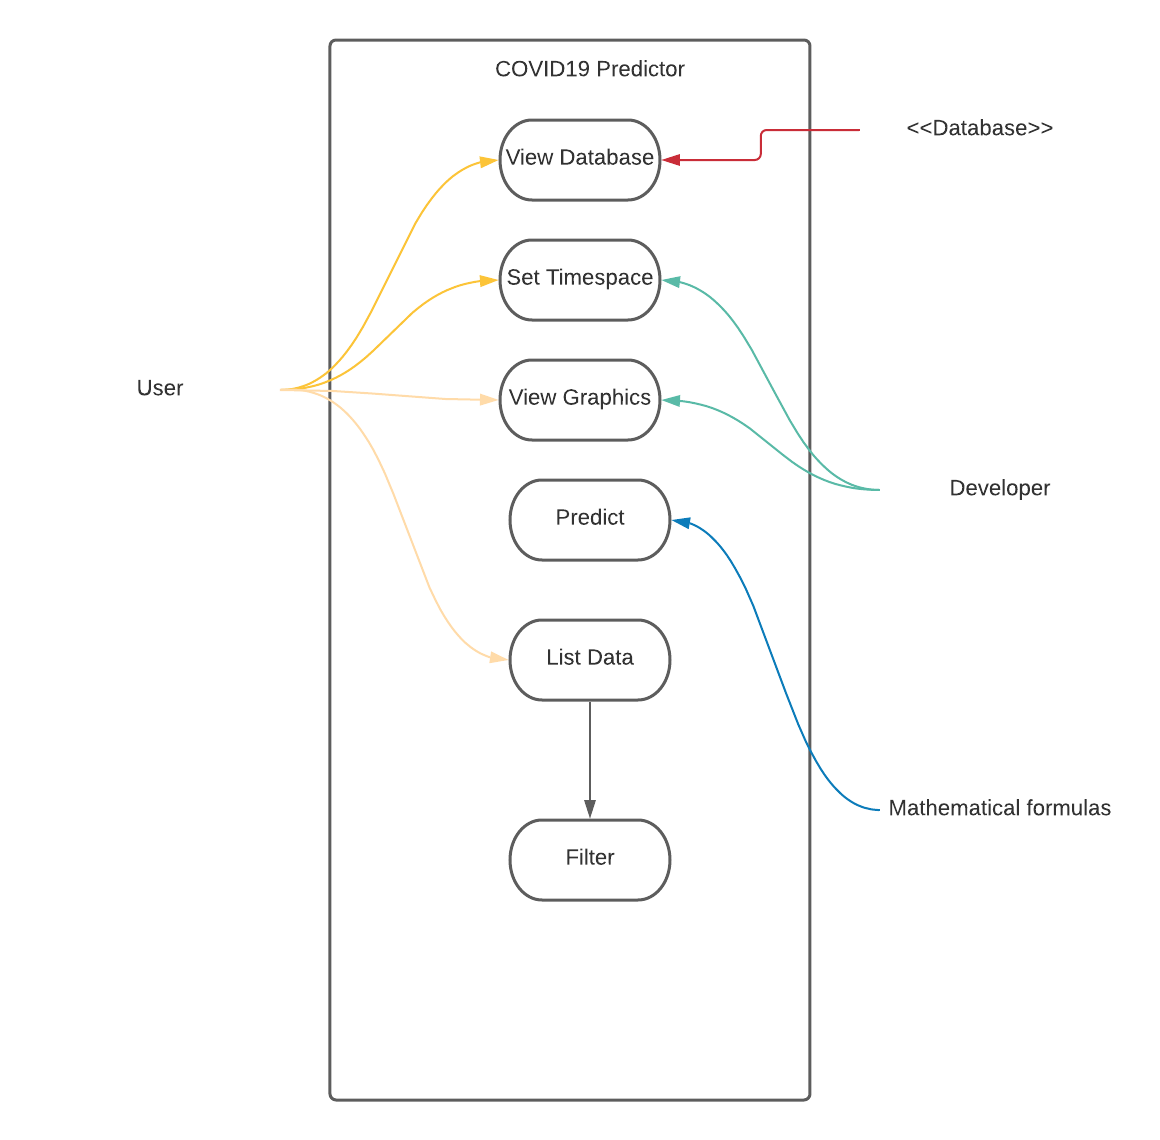 COVID19 Predictor
View Database
<<Database>>
Set Timespace
User
View Graphics
Developer
Predict
List Data
Mathematical formulas
Filter